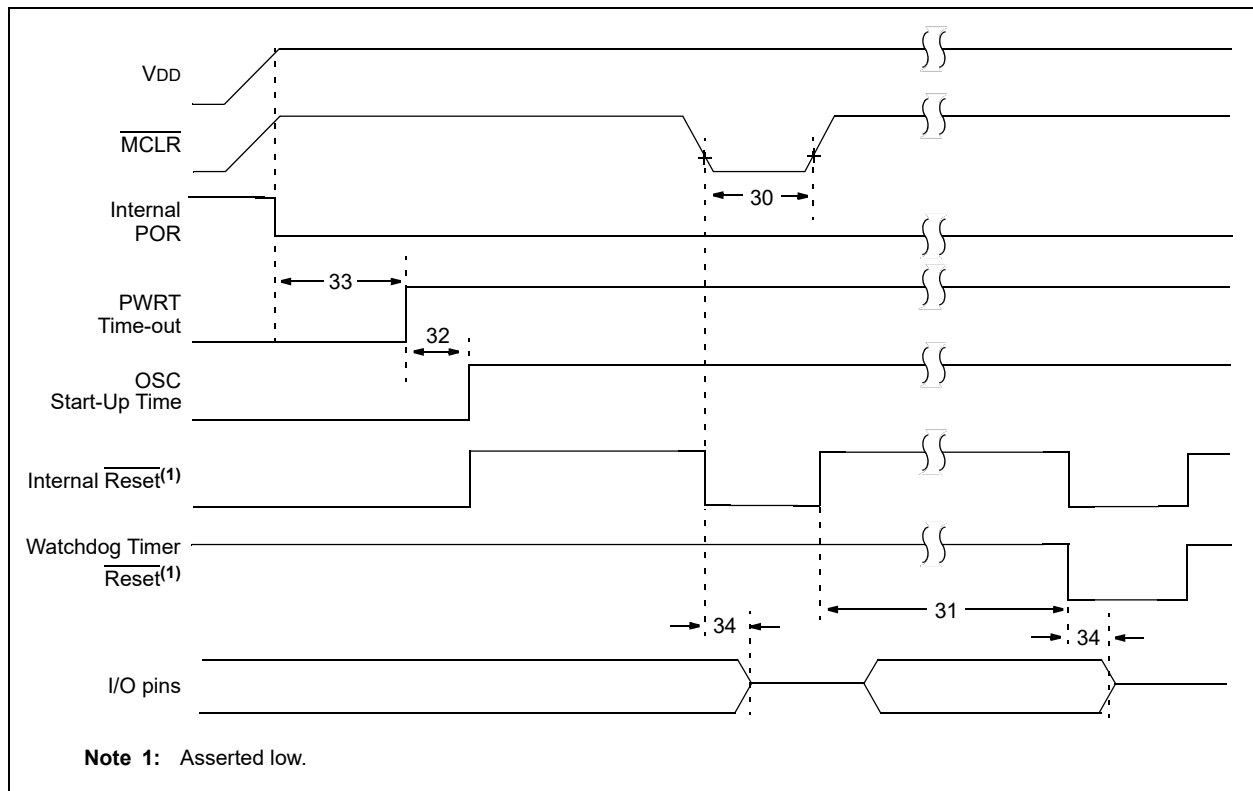 VDD
MCLR
30
Internal
POR
33
PWRT
Time-out
32
OSC
Start-Up Time
Internal Reset(1)
Watchdog Timer
Reset(1)
31
34
34
I/O pins
Note 1: Asserted low.